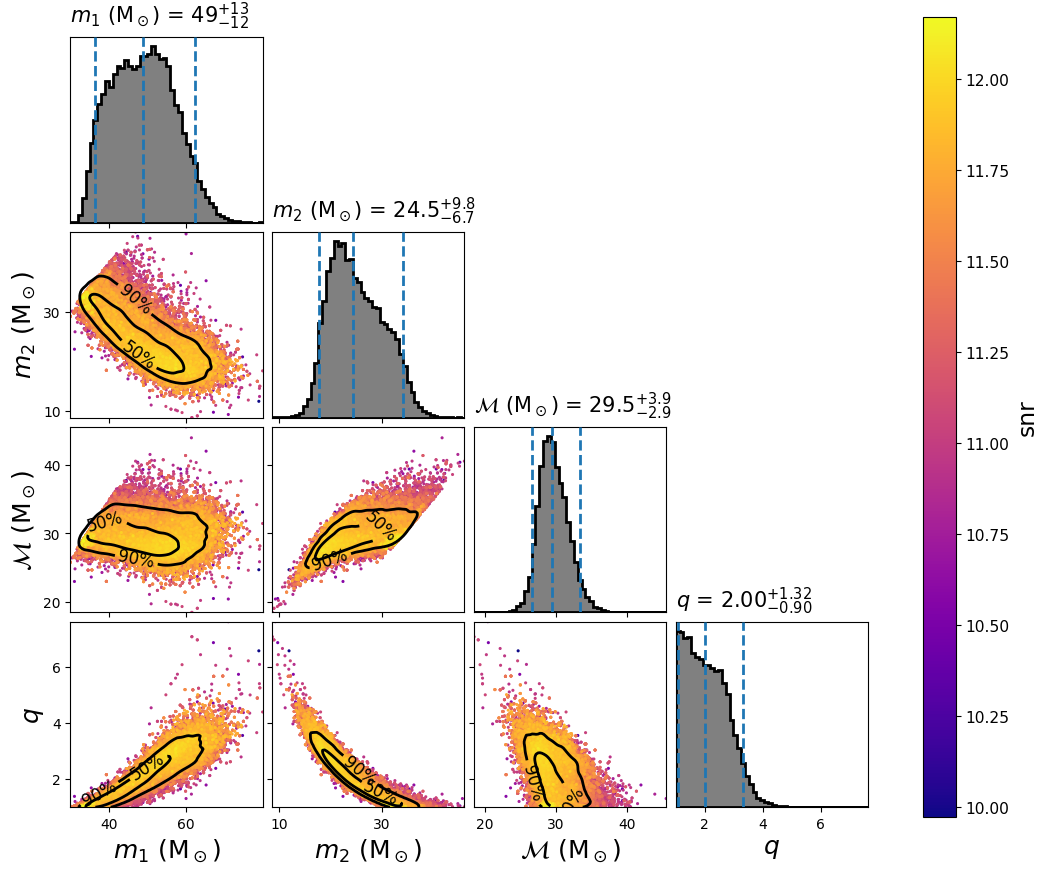 m₁ (M⊙) = 49⁺¹³₋₁₂
m₂ (M⊙) = 24.5⁺⁹·⁸₋₆.₇
ℳ (M⊙) = 29.5⁺³·⁹₋₂.₉
q = 2.00⁺¹·³²₋₀.₉₀
m₂ (M⊙)
30
10
90%
50%
ℳ (M⊙)
40
30
20
50%
90%
50%
90%
q
6
4
2
90%
50%
90%
50%
90%
0%
40 60
10 30
20 30 40
2 4 6
m₁ (M⊙)
m₂ (M⊙)
ℳ (M⊙)
q
12.00
11.75
11.50
11.25
11.00
10.75
10.50
10.25
10.00
snr